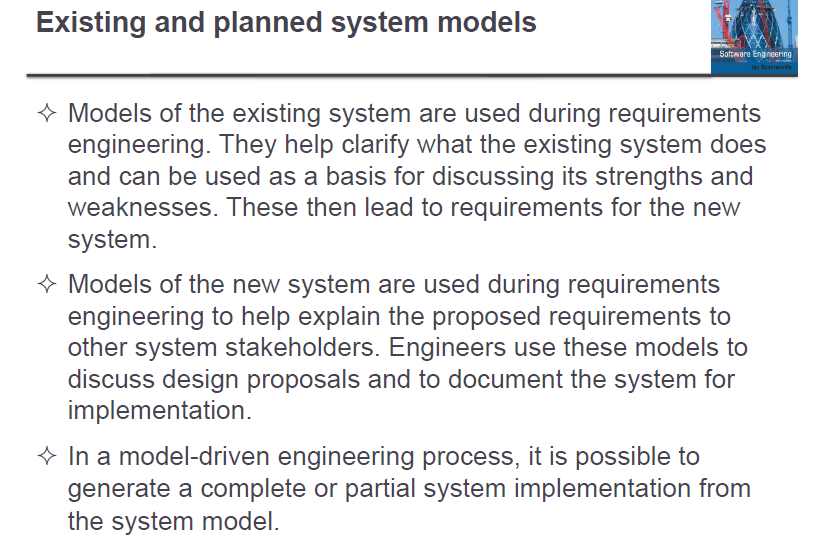 Existing and planned system models
Software Engineering
Ian Sommerville
✧ Models of the existing system are used during requirements
engineering. They help clarify what the existing system does
and can be used as a basis for discussing its strengths and
weaknesses. These then lead to requirements for the new
system.
✧ Models of the new system are used during requirements
engineering to help explain the proposed requirements to
other system stakeholders. Engineers use these models to
discuss design proposals and to document the system for
implementation.
✧ In a model-driven engineering process, it is possible to
generate a complete or partial system implementation from
the system model.